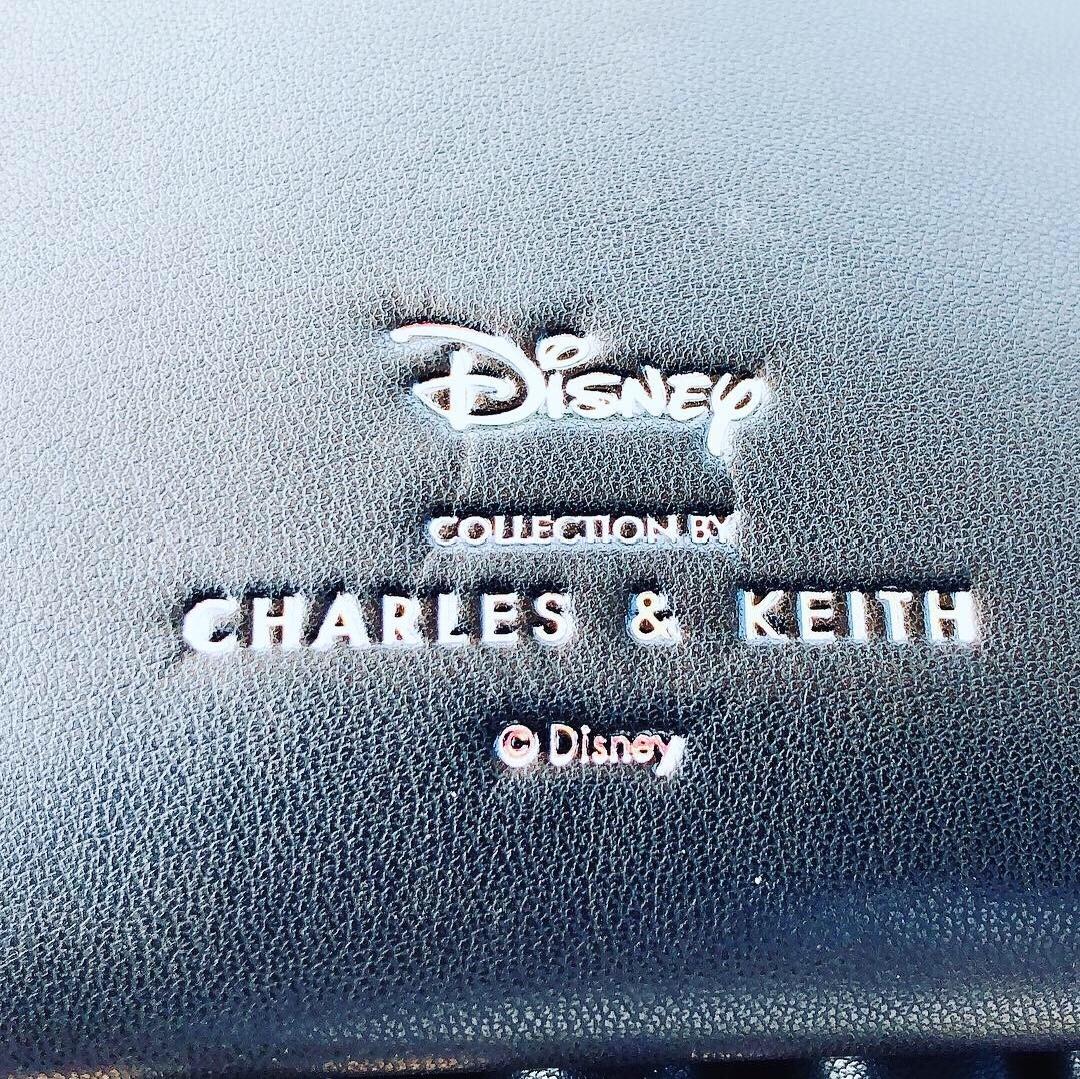 Disney
COLLECTION BY
CHARLES & KEITH
© Disney